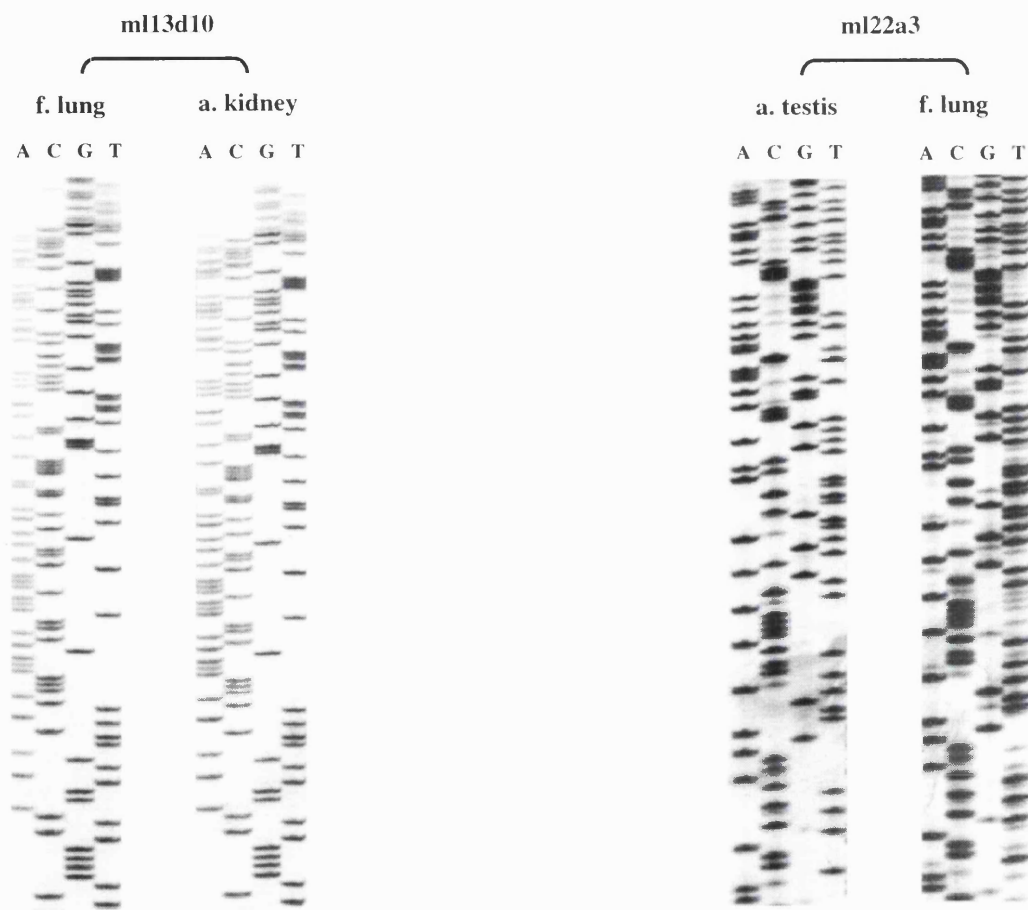 ml13d10 ml22a3
f. lung a. kidney a. testis f. lung
A C G T A C G T A C G T A C G T